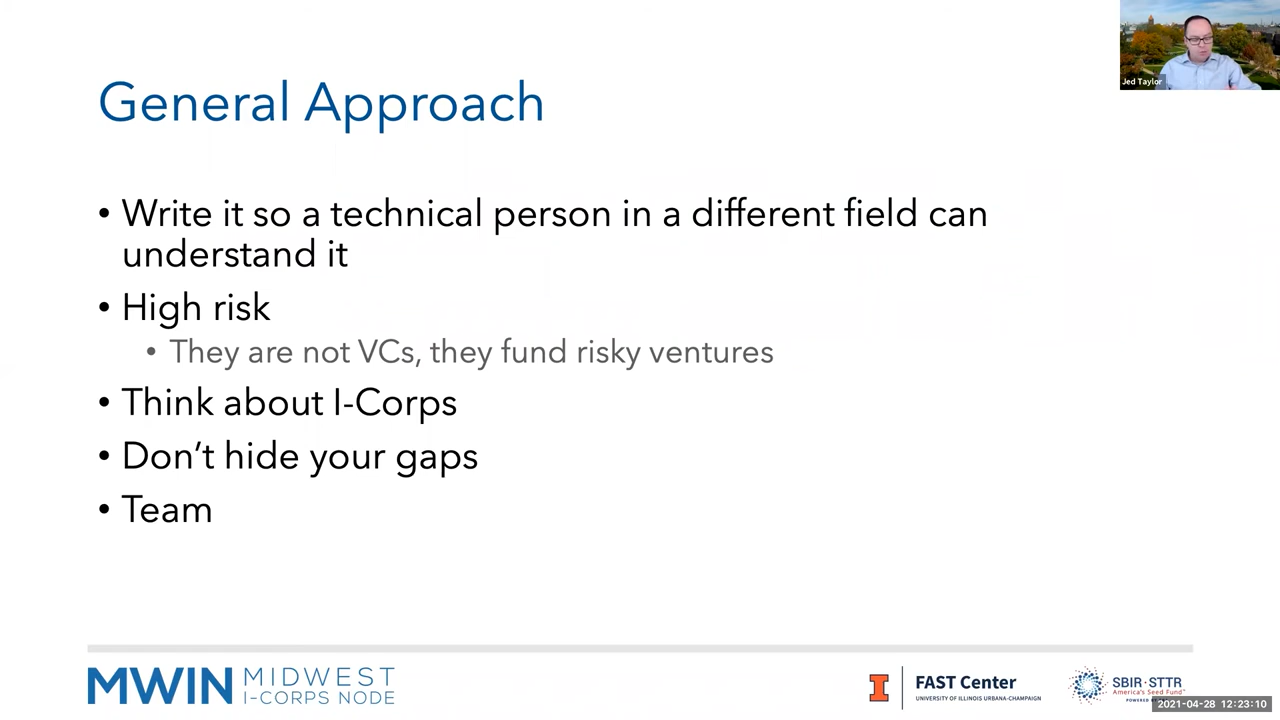 Jed Taylor
General Approach
• Write it so a technical person in a different field can
understand it
• High risk
• They are not VCs, they fund risky ventures
• Think about I-Corps
• Don’t hide your gaps
• Team
MWIN MIDWEST
I-CORPS NODE
I FAST Center
UNIVERSITY OF ILLINOIS URBANA-CHAMPAIGN
SBIR·STTR
America's Seed Fund™
POWERED
2021-04-28 12:23:10